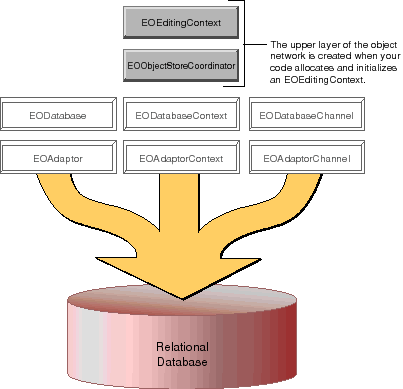 EOEditingContext
EOObjectStoreCoordinator
The upper layer of the object
network is created when your
code allocates and initializes
an EOEditingContext.
EODatabase
EODatabaseContext
EODatabaseChannel
EOAdaptor
EOAdaptorContext
EOAdaptorChannel
Relational
Database